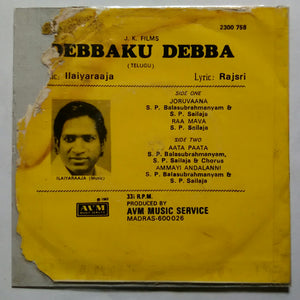 2300 758
J. K. FILMS
DEBBAKU DEBBA
(TELUGU)
Ilaiyaraaja
Lyric: Rajsri
SIDE ONE
JORUVAANA
S. P. Balasubrahmanyam &
S. P. Sailaja
RAA MAVA
S. P. Sailaja
SIDE TWO
AATA PAATA
S. P. Balasubrahmanyam,
S. P. Sailaja & Chorus
AMMAYI ANDALANNI
S. P. Balasubrahmanyam &
S. P. Sailaja
ILAIYARAAJA (Music)
AVM
33⅓ R.P.M.
PRODUCED BY
AVM MUSIC SERVICE
MADRAS-600026